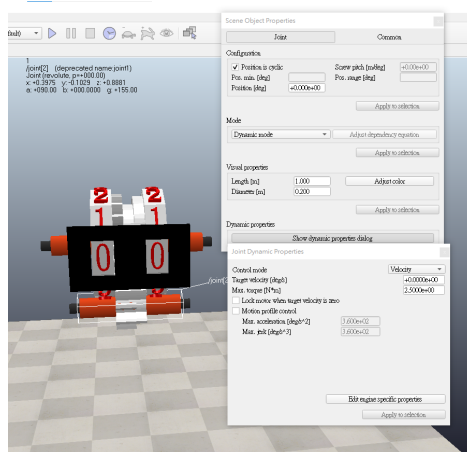 fault)
1
/joint[2] (deprecated name:joint1)
Joint (revolute, p=+000.00)
x: +0.3975 y: -0.1029 z: +0.8881
a: +090.00 b: +000.0000 g: +155.00
Scene Object Properties
Joint Common
Configuration
Position is cyclic Screw pitch [m/deg] +0.00e+00
Pos. min. [deg] Pos. range [deg]
Position [deg] +0.000e+00
Apply to selection
Mode
Dynamic mode Adjust dependency equation
Apply to selection
Visual properties
Length [m] 1.000 Adjust color
Diameter [m] 0.200
Apply to selection
Dynamic properties
Show dynamic properties dialog
Joint Dynamic Properties
Control mode Velocity
Target velocity [deg/s] +0.0000e+00
Max. torque [N*m] 2.5000e+00
Lock motor when target velocity is zero
Motion profile control
Max. acceleration [deg/s^2] 3.600e+02
Max. jerk [deg/s^3] 3.600e+02
Edit engine specific properties
Apply to selection
2 2
1 1
0 0
/joint[